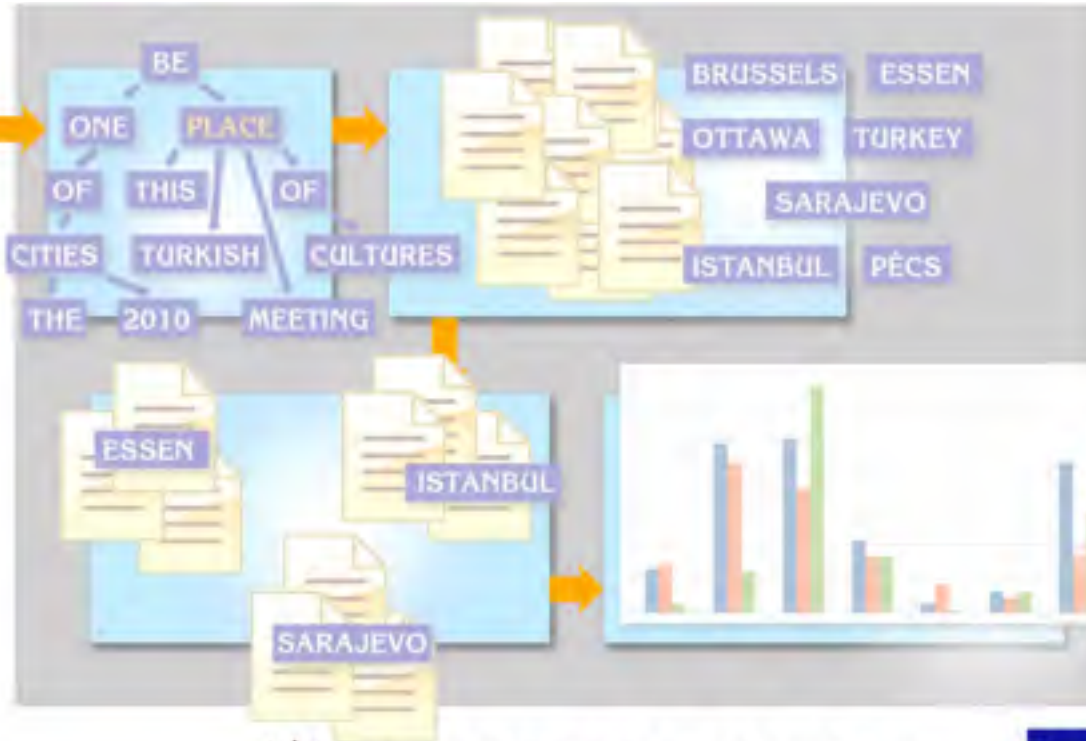 BE
ONE PLACE
OF THIS OF
CITIES TURKISH CULTURES
THE 2010 MEETING
BRUSSELS ESSEN
OTTAWA TURKEY
SARAJEVO
ISTANBUL PÉCS
ESSEN
ISTANBUL
SARAJEVO